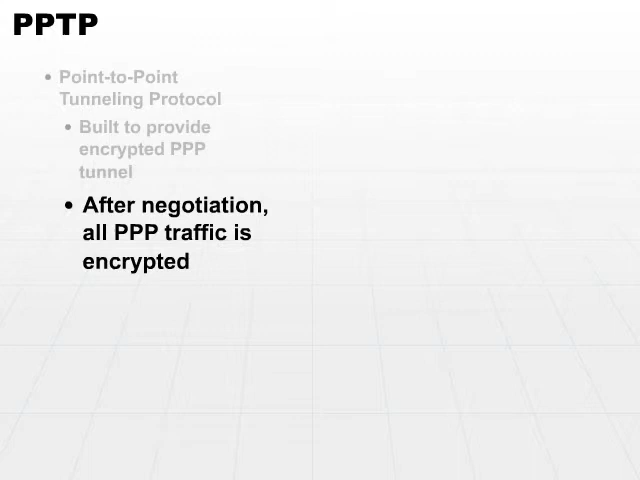 PPTP
• Point-to-Point
Tunneling Protocol
• Built to provide
encrypted PPP
tunnel
• After negotiation,
all PPP traffic is
encrypted